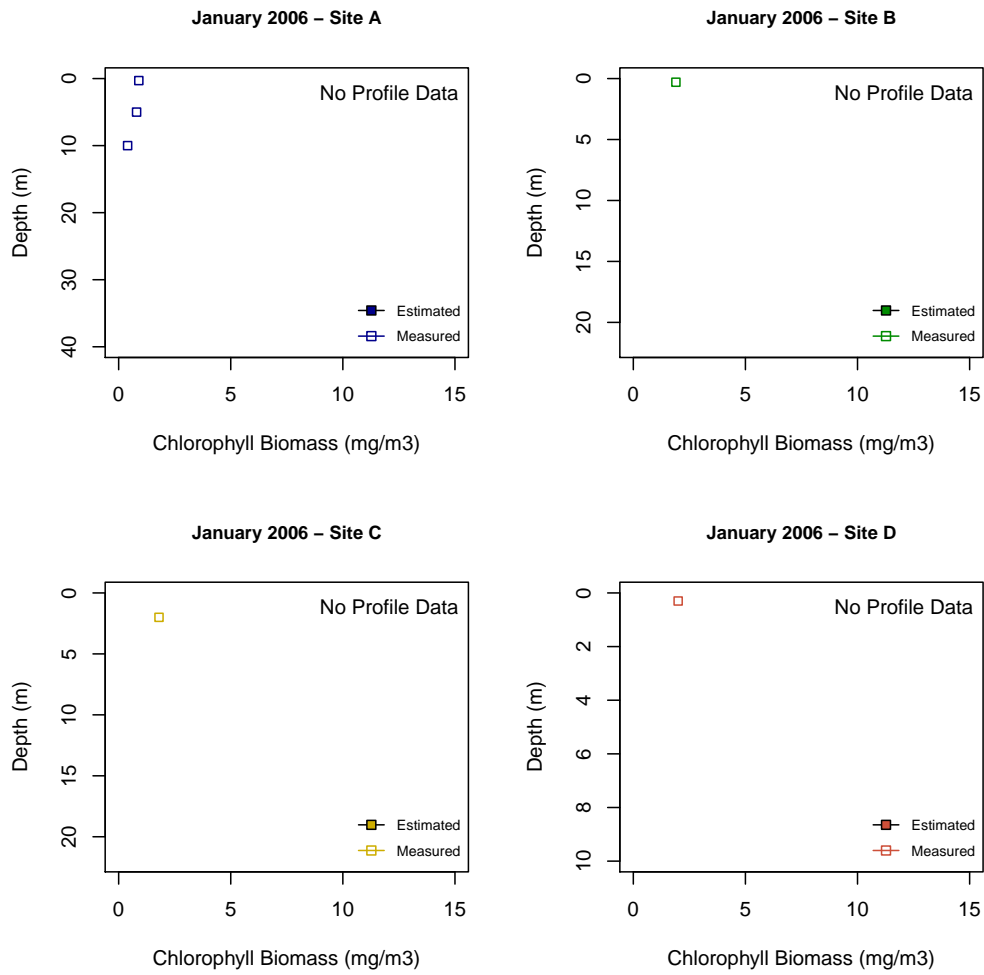 January 2006 – Site A
No Profile Data
Depth (m)
0
10
20
30
40
Estimated
Measured
0 5 10 15
Chlorophyll Biomass (mg/m3)
January 2006 – Site B
No Profile Data
Depth (m)
0
5
10
15
20
Estimated
Measured
0 5 10 15
Chlorophyll Biomass (mg/m3)
January 2006 – Site C
No Profile Data
Depth (m)
0
5
10
15
20
Estimated
Measured
0 5 10 15
Chlorophyll Biomass (mg/m3)
January 2006 – Site D
No Profile Data
Depth (m)
0
2
4
6
8
10
Estimated
Measured
0 5 10 15
Chlorophyll Biomass (mg/m3)